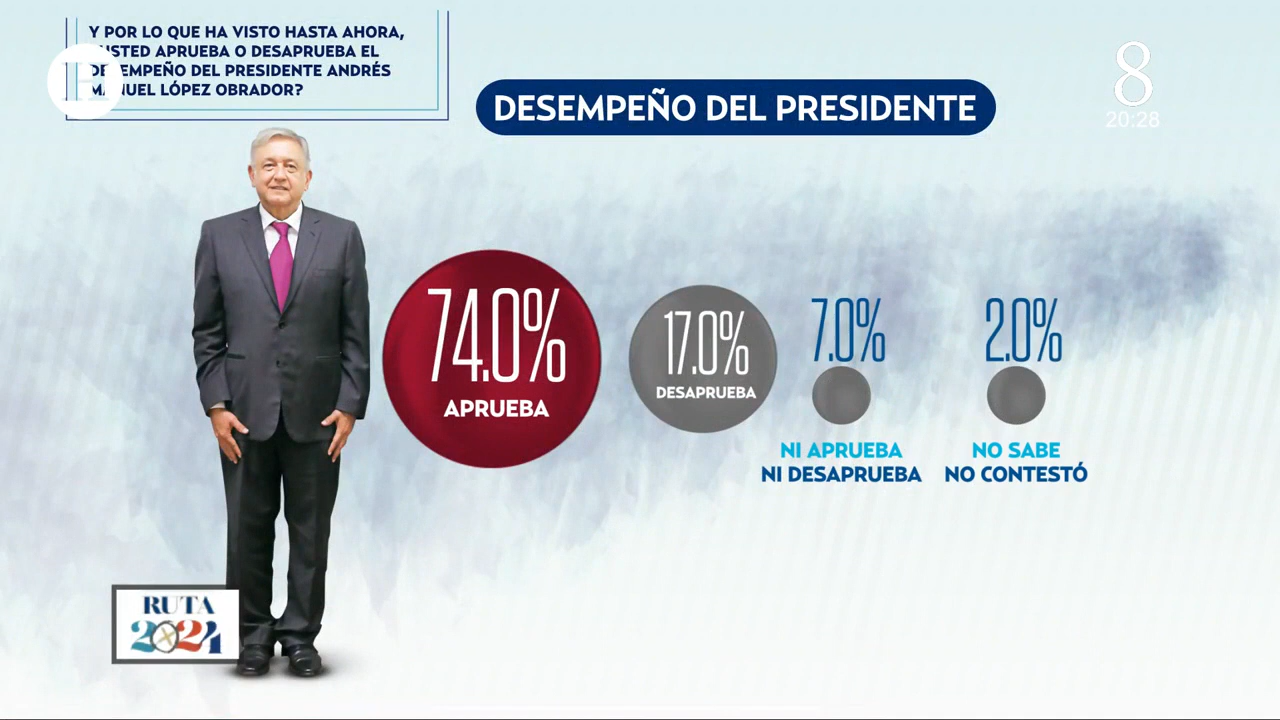 Y POR LO QUE HA VISTO HASTA AHORA,
USTED APRUEBA O DESAPRUEBA EL
DESEMPEÑO DEL PRESIDENTE ANDRÉS
MANUEL LÓPEZ OBRADOR?
H
DESEMPEÑO DEL PRESIDENTE
8
20:28
74.0%
APRUEBA
17.0%
DESAPRUEBA
7.0%
NI APRUEBA
NI DESAPRUEBA
2.0%
NO SABE
NO CONTESTÓ
RUTA
2024